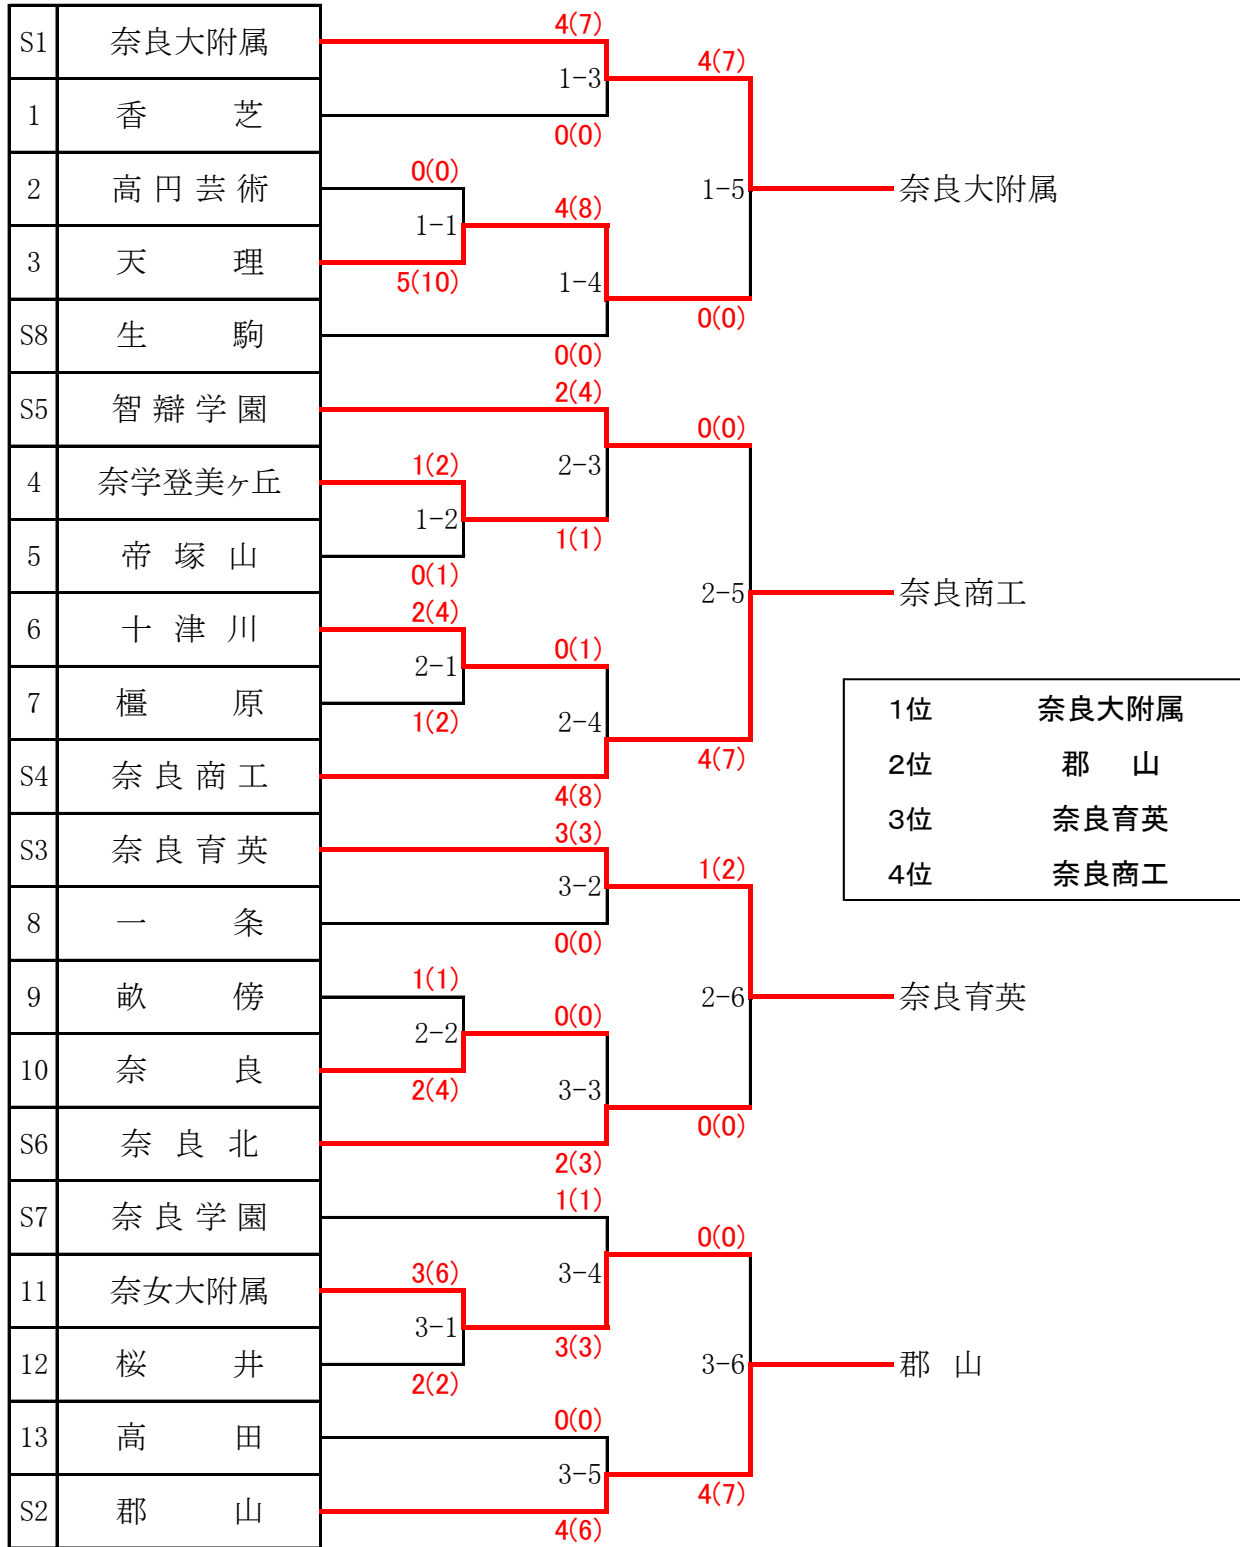 S1 奈良大附属
4(7)
4(7)
1-3
1 香 芝
0(0)
0(0)
2 高円芸術
1-5 奈良大附属
4(8)
1-1
3 天 理
5(10)
1-4
0(0)
S8 生 駒
0(0)
S5 智辯学園
2(4)
0(0)
1(2)
2-3
4 奈学登美ヶ丘
1-2
1(1)
5 帝塚山
0(1)
2-5 奈良商工
2(4)
6 十津川
0(1)
2-1
7 橿 原
1(2)
2-4
4(7)
S4 奈良商工
4(8)
1位 奈良大附属
2位 郡 山
3位 奈良育英
4位 奈良商工
S3 奈良育英
3(3)
1(2)
3-2
8 一 条
0(0)
1(1)
9 畝 傍
2-6 奈良育英
0(0)
2-2
10 奈 良
2(4)
3-3
0(0)
S6 奈良北
2(3)
S7 奈良学園
1(1)
0(0)
3(6)
3-4
11 奈女大附属
3-1
3(3)
12 桜 井
2(2)
3-6 郡 山
0(0)
13 高 田
3-5
4(7)
S2 郡 山
4(6)